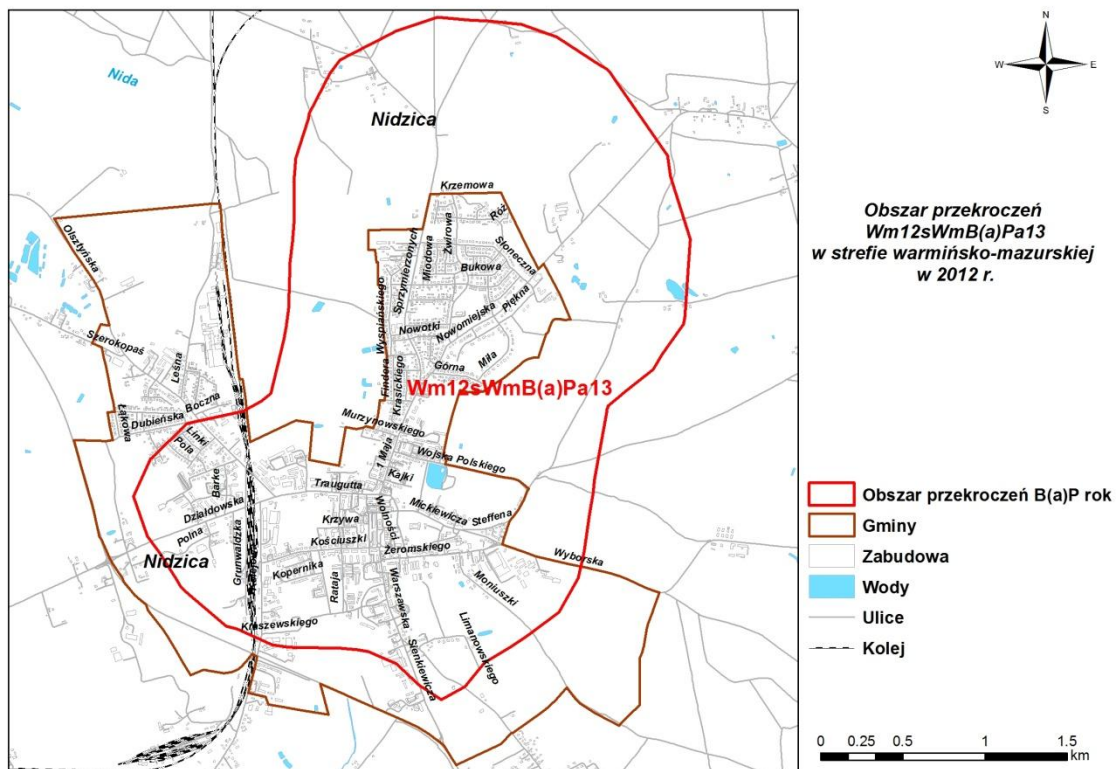 N
W
E
S
Obszar przekroczeń
Wm12sWmB(a)Pa13
w strefie warmińsko-mazurskiej
w 2012 r.
Nida
Nidzica
Krzemowa
Róż
Olsztyńska
Sprzymierzonych
Miodowa
Żwirowa
Słoneczna
Bukowa
Wyspiańskiego
Piękna
Nowomiejska
Nowotki
Szerokopaś
Leśna
Findera
Krasickiego
Górna
Miła
Wm12sWmB(a)Pa13
Łąkowa
Boczna
Dubieńska
Murzynowskiego
Linki
Pola
1 Maja
Wojska Polskiego
Barke
Kajki
Traugutta
Działdowska
Wolności
Mickiewicza
Steffena
Krzywa
Polna
Kościuszki
Żeromskiego
Wyborska
Nidzica
Grunwaldzka
Kopernika
Rataja
Moniuszki
Warszawska
Limanowskiego
Kraszewskiego
Sienkiewicza
Obszar przekroczeń B(a)P rok
Gminy
Zabudowa
Wody
Ulice
Kolej
0 0.25 0.5 1 1.5
km